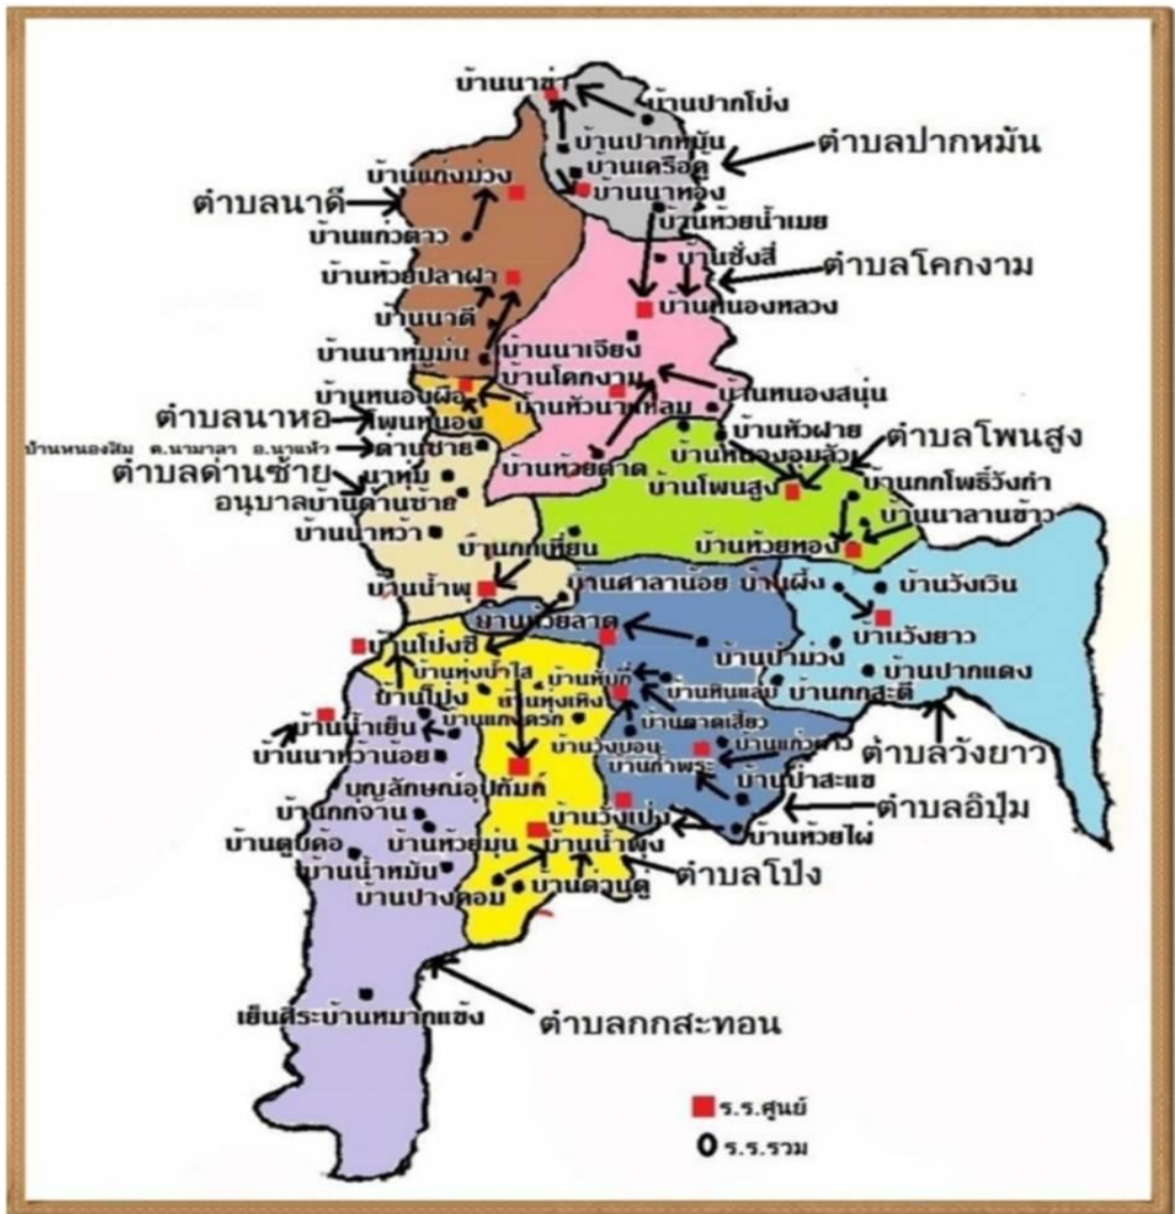 บ้านนาข่า
บ้านปากโป่ง
บ้านปากหมัน
ตำบลปากหมัน
บ้านเครือคู้
บ้านแก่งม่วง
บ้านนาหอง
ตำบลนาดี
บ้านห้วยน้ำเมย
บ้านแก่วตาว
บ้านซั่งสี่
ตำบลโคกงาม
บ้านห้วยปลาฝา
บ้านหนองหลวง
บ้านนาดี
บ้านนาหมูม่น
บ้านนาเจียง
บ้านโคกงาม
บ้านหนองผือ
บ้านหนองสนุ่น
บ้านหัวนาแหลม
ตำบลนาหอ
โพนหนอง
บ้านหัวฝาย
ตำบลโพนสูง
ด่านซ้าย
บ้านหนองอุมลัว
ตำบลด่านซ้าย
นาหุ่ม
บ้านห้วยตาด
บ้านโพนสูง
บ้านกกโพธิ์วังกำ
อนุบาลบ้านด่านซ้าย
บ้านนาลานข้าว
บ้านนาหว้า
บ้านกกเหี่ยน
บ้านห้วยทอง
บ้านน้ำพุ
บ้านศาลาน้อย
บ้านผึ้ง
บ้านวังเวิน
บ้านห้วยลาด
บ้านวังยาว
บ้านโป่งชี
บ้านป่าม่วง
บ้านทุ่งน้ำใส
บ้านทับกี่
บ้านปากแดง
บ้านโป่ง
บ้านทุ่งเทิง
บ้านหินแลบ
บ้านกกสะตี
บ้านน้ำเย็น
บ้านแก่งครก
บ้านตาดเสี้ยว
บ้านนาหว้าน้อย
บ้านวังบอน
บ้านแก่วตาว
ตำบลวังยาว
บ้านกำพระ
บุญลักษณ์อุปถัมภ์
บ้านป่าสะแข
บ้านกกจาน
บ้านวังเป่ง
ตำบลอิปุ่ม
บ้านตูบค้อ
บ้านห้วยมุ่น
บ้านน้ำพุง
บ้านห้วยไผ่
บ้านน้ำหมัน
ตำบลโป่ง
บ้านปางคอม
บ้านด่านดู่
เย็นศิระบ้านหมากแข้ง
ตำบลกกสะทอน
ร.ร.ศูนย์
ร.ร.รวม